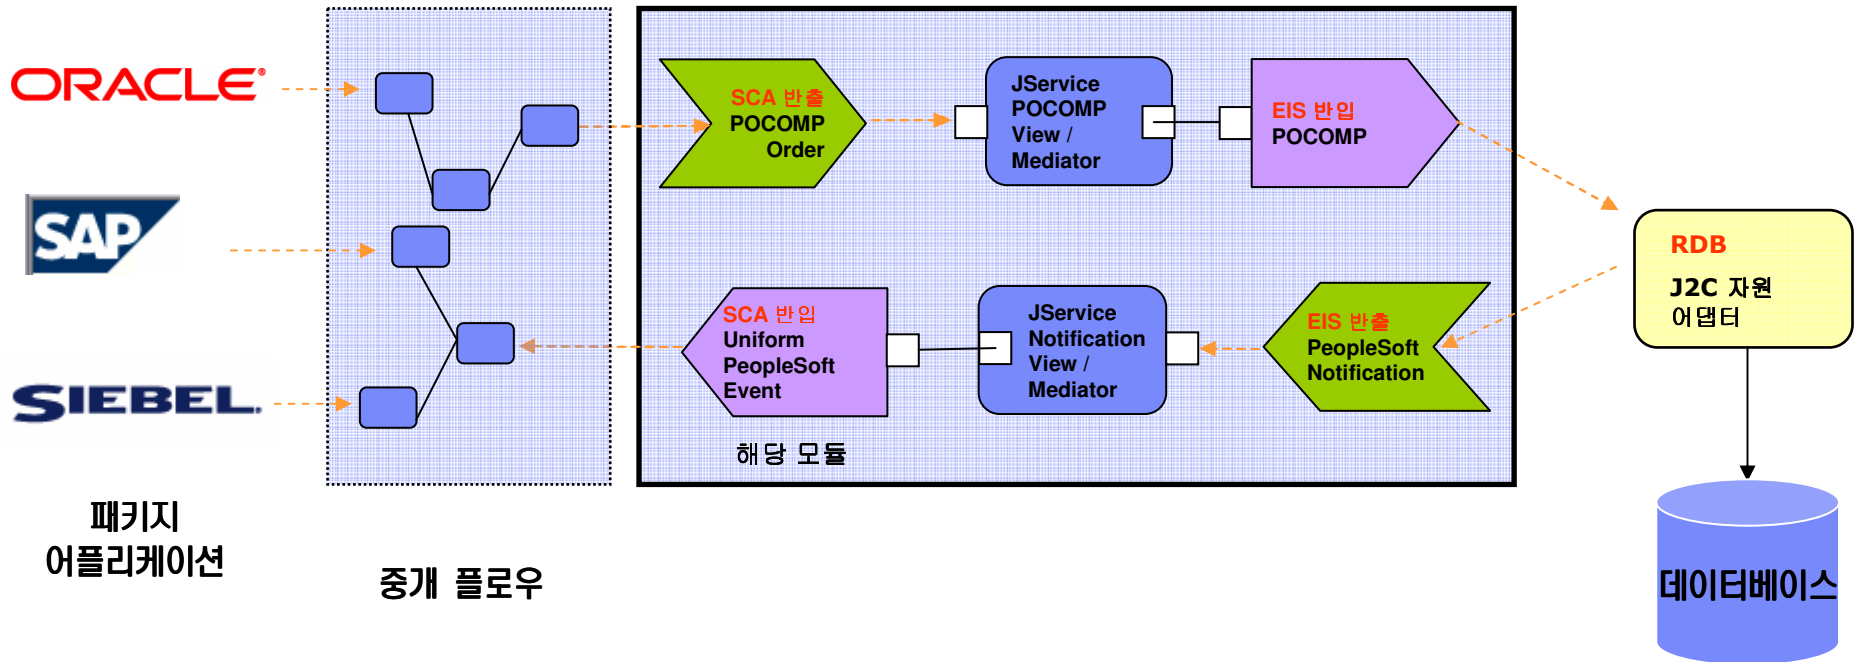 ORACLE®
SAP
SIEBEL.
패키지
어플리케이션
중개 플로우
SCA 반출
POCOMP
Order
JService
POCOMP
View /
Mediator
EIS 반입
POCOMP
SCA 반입
Uniform
PeopleSoft
Event
JService
Notification
View /
Mediator
EIS 반출
PeopleSoft
Notification
해당 모듈
RDB
J2C 자원
어댑터
데이터베이스